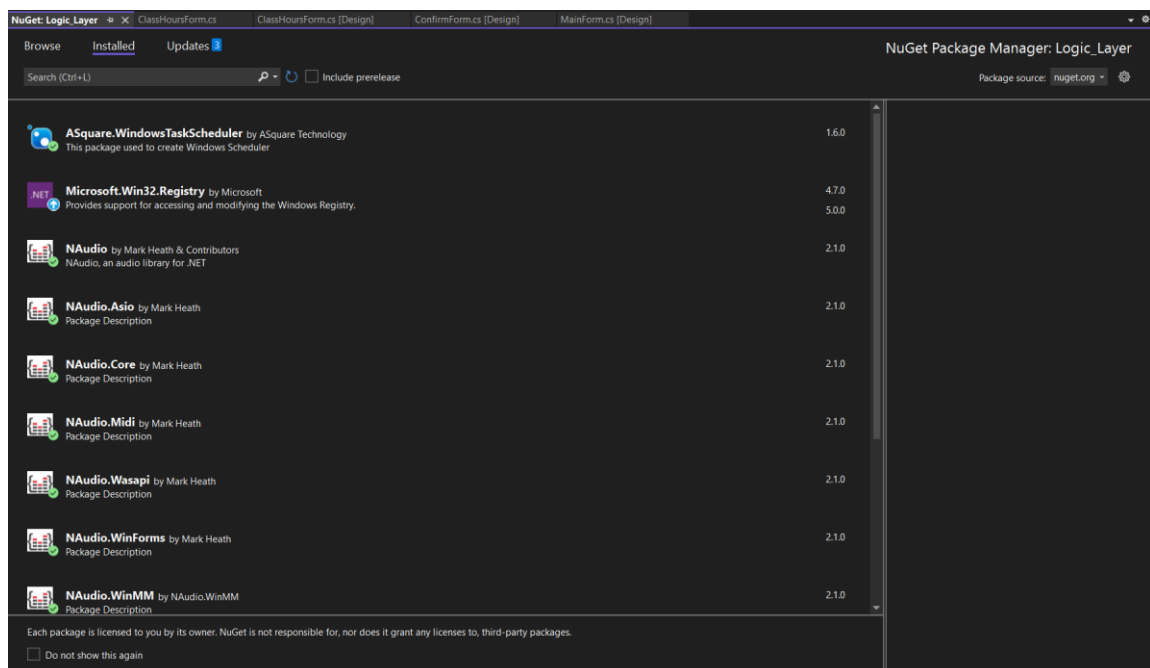 NuGet: Logic_Layer ClassHoursForm.cs ClassHoursForm.cs [Design] ConfirmForm.cs [Design] MainForm.cs [Design]
Browse Installed Updates 3
NuGet Package Manager: Logic_Layer
Search (Ctrl+L) Include prerelease
Package source: nuget.org
ASquare.WindowsTaskScheduler by ASquare Technology 1.6.0
This package used to create Windows Scheduler
.NET Microsoft.Win32.Registry by Microsoft 4.7.0
Provides support for accessing and modifying the Windows Registry. 5.0.0
NAudio by Mark Heath & Contributors 2.1.0
NAudio, an audio library for .NET
NAudio.Asio by Mark Heath 2.1.0
Package Description
NAudio.Core by Mark Heath 2.1.0
Package Description
NAudio.Midi by Mark Heath 2.1.0
Package Description
NAudio.Wasapi by Mark Heath 2.1.0
Package Description
NAudio.WinForms by Mark Heath 2.1.0
Package Description
NAudio.WinMM by NAudio.WinMM 2.1.0
Package Description
Each package is licensed to you by its owner. NuGet is not responsible for, nor does it grant any licenses to, third-party packages.
Do not show this again